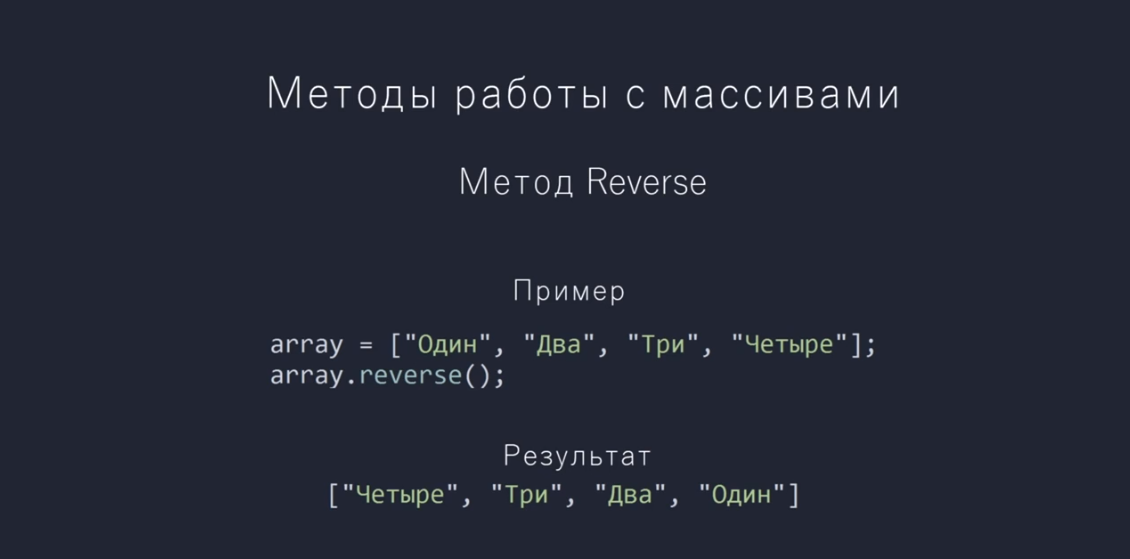 Методы работы с массивами
Метод Reverse
Пример
array = ["Один", "Два", "Три", "Четыре"];
array.reverse();
Результат
["Четыре", "Три", "Два", "Один"]